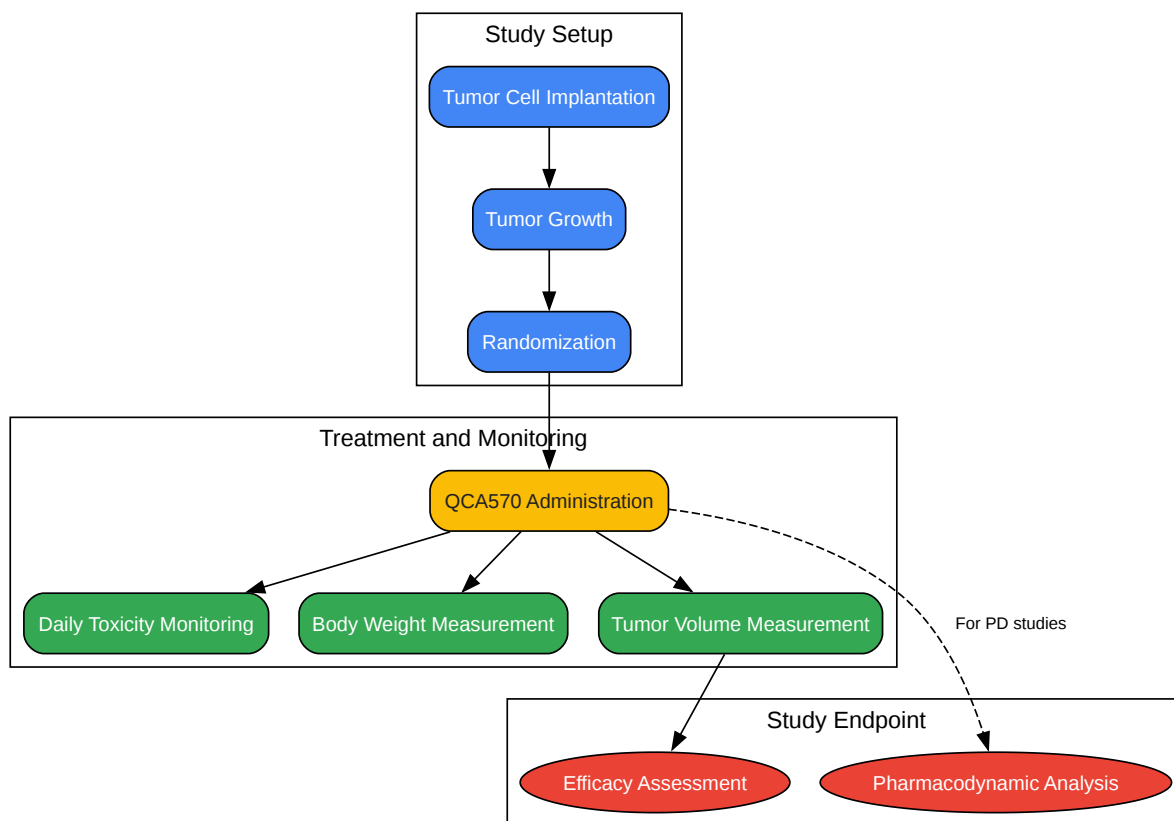 Study Setup
Tumor Cell Implantation
Tumor Growth
Randomization
Treatment and Monitoring
QCA570 Administration
Daily Toxicity Monitoring
Body Weight Measurement
Tumor Volume Measurement
For PD studies
Study Endpoint
Efficacy Assessment
Pharmacodynamic Analysis